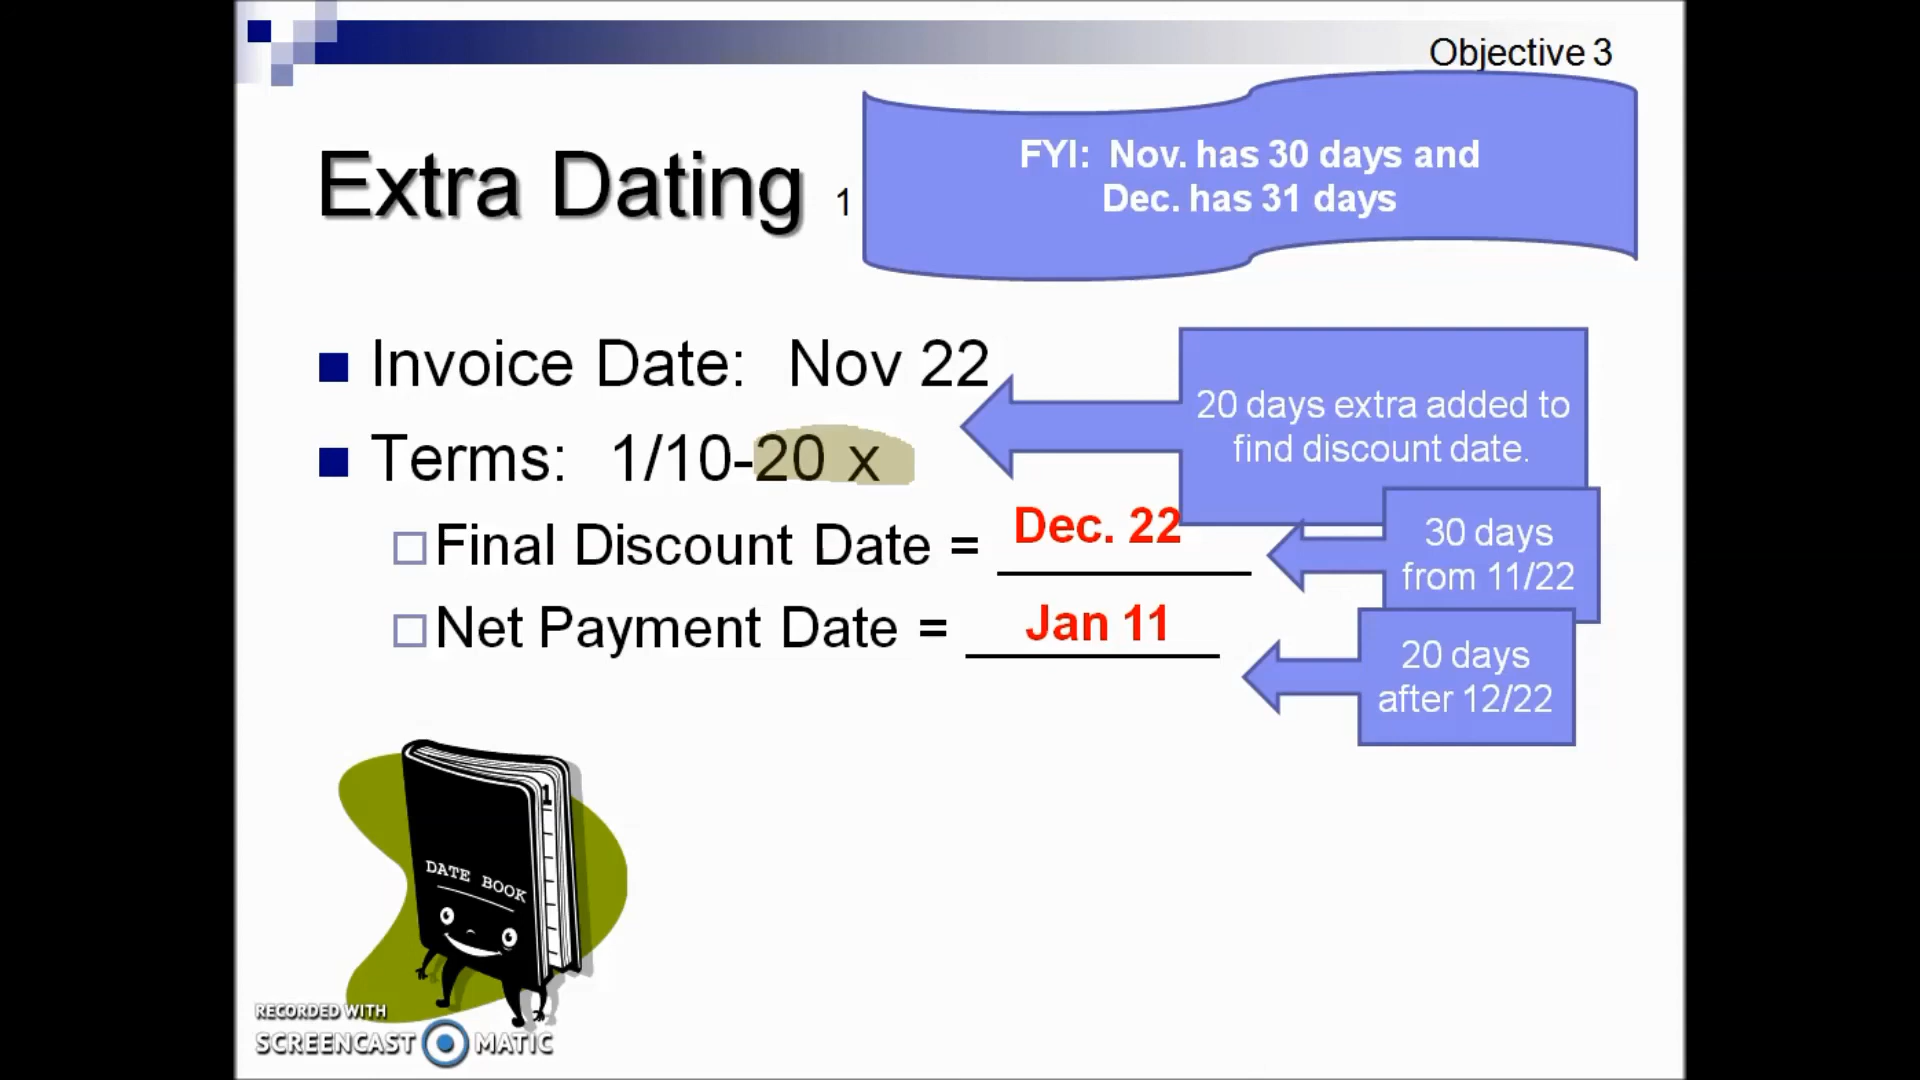 Objective 3
Extra Dating 1
FYI: Nov. has 30 days and
Dec. has 31 days
Invoice Date: Nov 22
20 days extra added to
find discount date.
Terms: 1/10-20 x
Final Discount Date = Dec. 22
30 days
from 11/22
Net Payment Date = Jan 11
20 days
after 12/22
1
DATE BOOK
RECORDED WITH
SCREENCAST MATIC